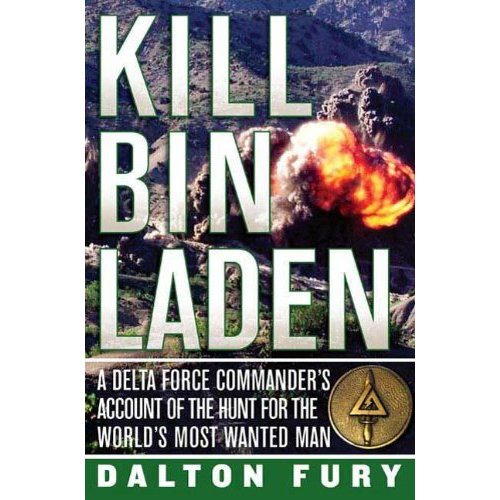 KILL
BIN
LADEN
A DELTA FORCE COMMANDER'S
ACCOUNT OF THE HUNT FOR THE
WORLD'S MOST WANTED MAN
DALTON FURY